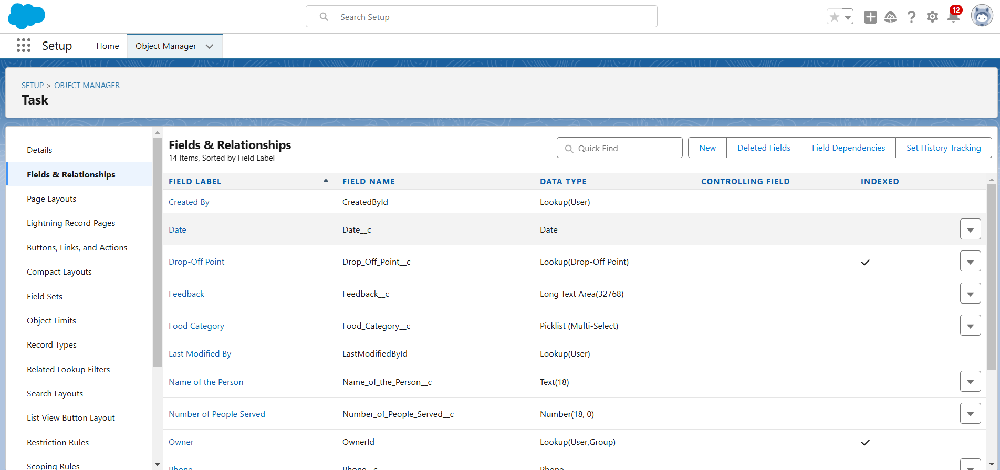 Search Setup
12
Setup
Home
Object Manager
SETUP > OBJECT MANAGER
Task
Details
Fields & Relationships
Page Layouts
Lightning Record Pages
Buttons, Links, and Actions
Compact Layouts
Field Sets
Object Limits
Record Types
Related Lookup Filters
Search Layouts
List View Button Layout
Restriction Rules
Scoping Rules
Fields & Relationships
14 Items, Sorted by Field Label
Quick Find
New
Deleted Fields
Field Dependencies
Set History Tracking
FIELD LABEL FIELD NAME DATA TYPE CONTROLLING FIELD INDEXED
Created By CreatedById Lookup(User)
Date Date__c Date
Drop-Off Point Drop_Off_Point__c Lookup(Drop-Off Point)
Feedback Feedback__c Long Text Area(32768)
Food Category Food_Category__c Picklist (Multi-Select)
Last Modified By LastModifiedById Lookup(User)
Name of the Person Name_of_the_Person__c Text(18)
Number of People Served Number_of_People_Served__c Number(18, 0)
Owner OwnerId Lookup(User,Group)
Phone Phone__c Phone